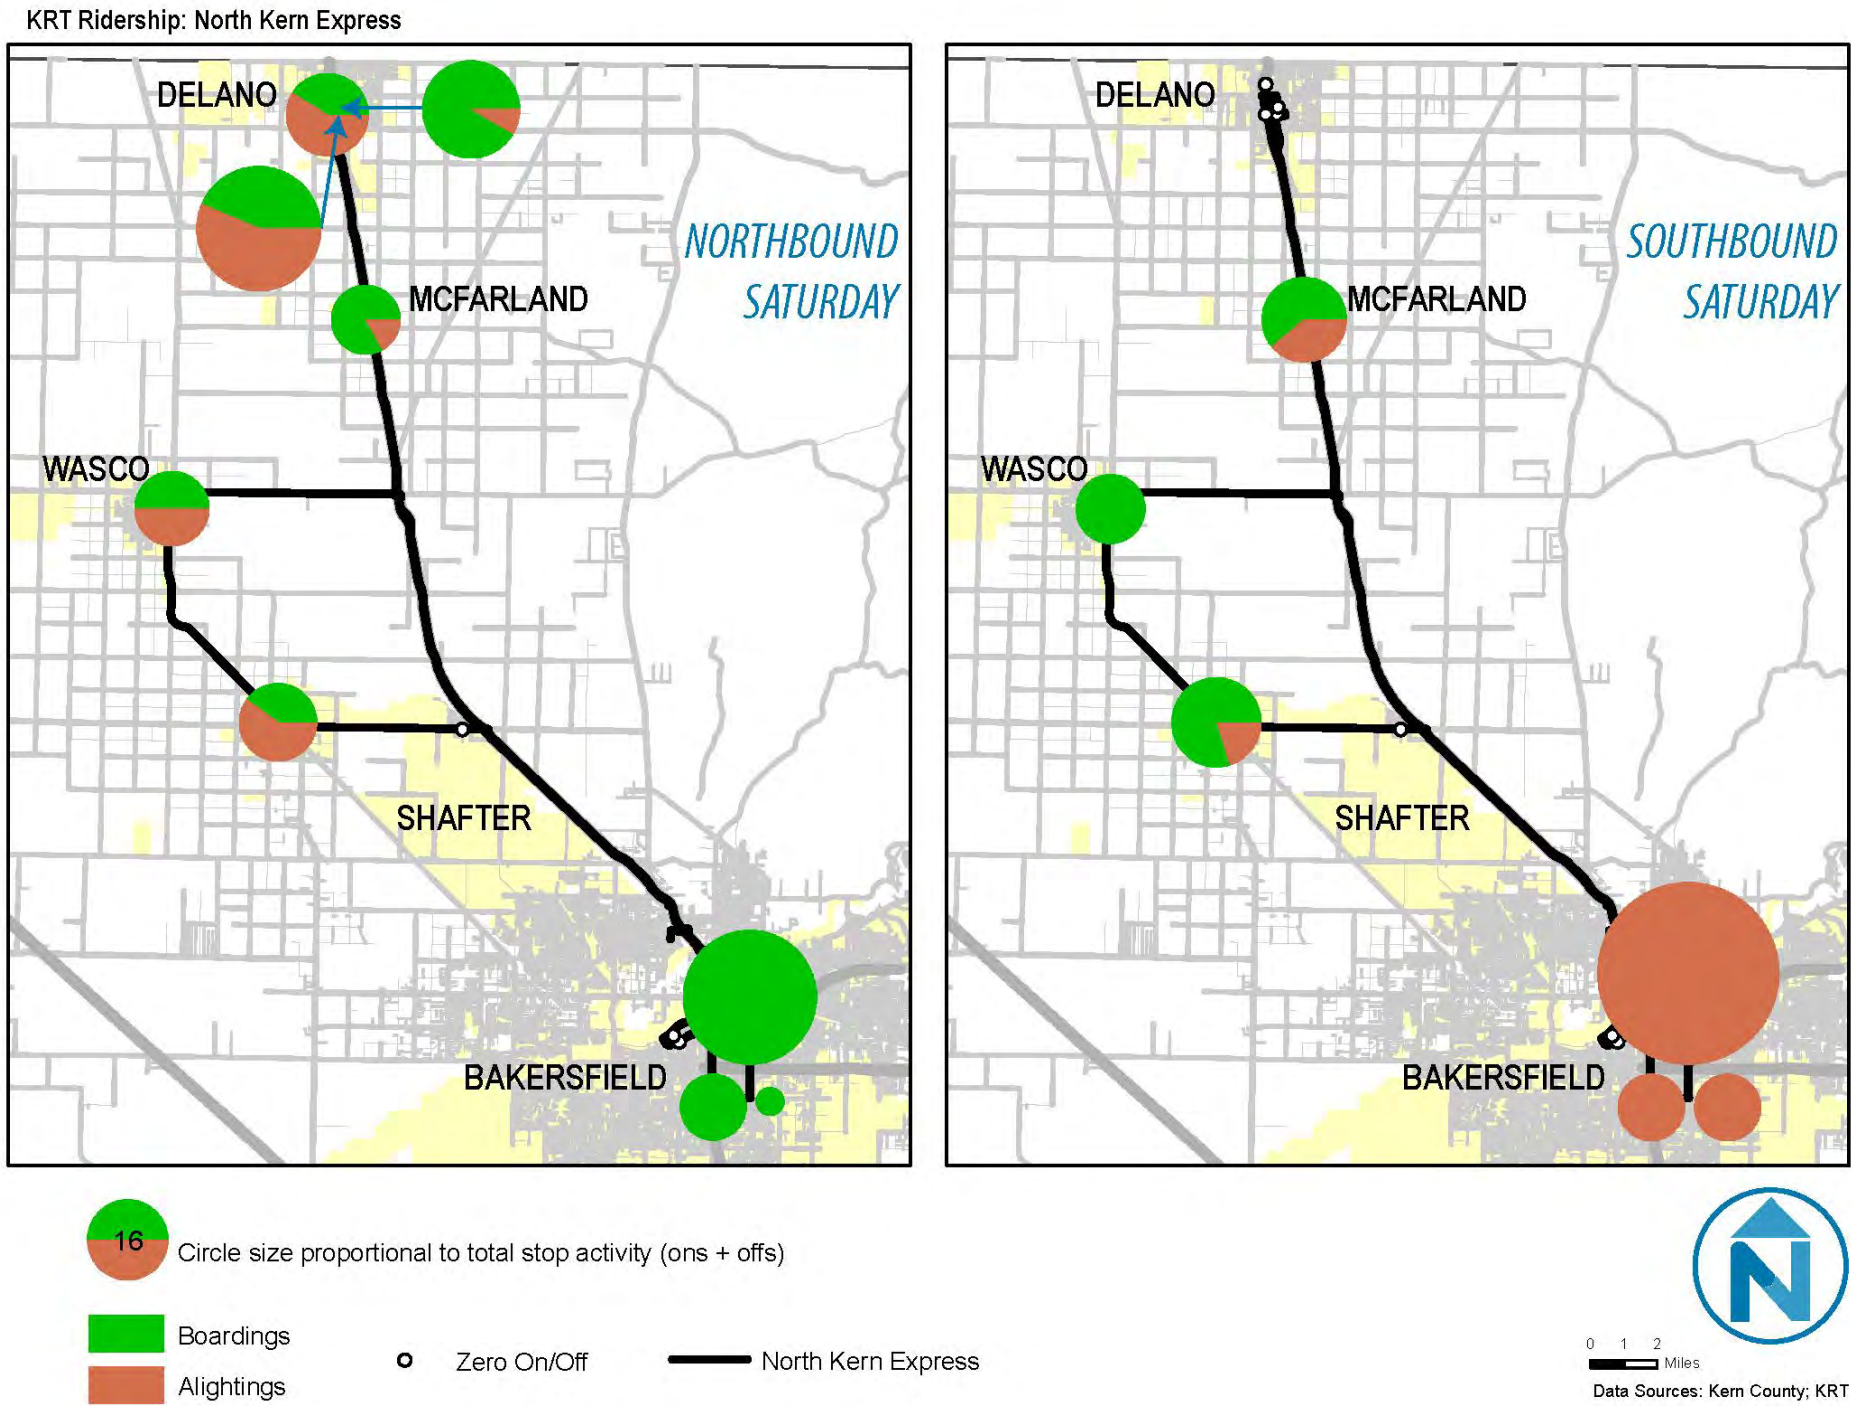 KRT Ridership: North Kern Express
DELANO
NORTHBOUND
SATURDAY
MCFARLAND
WASCO
SHAFTER
BAKERSFIELD
DELANO
SOUTHBOUND
SATURDAY
MCFARLAND
WASCO
SHAFTER
BAKERSFIELD
16
Circle size proportional to total stop activity (ons + offs)
Boardings
Alightings
Zero On/Off
North Kern Express
N
0 1 2
Miles
Data Sources: Kern County; KRT